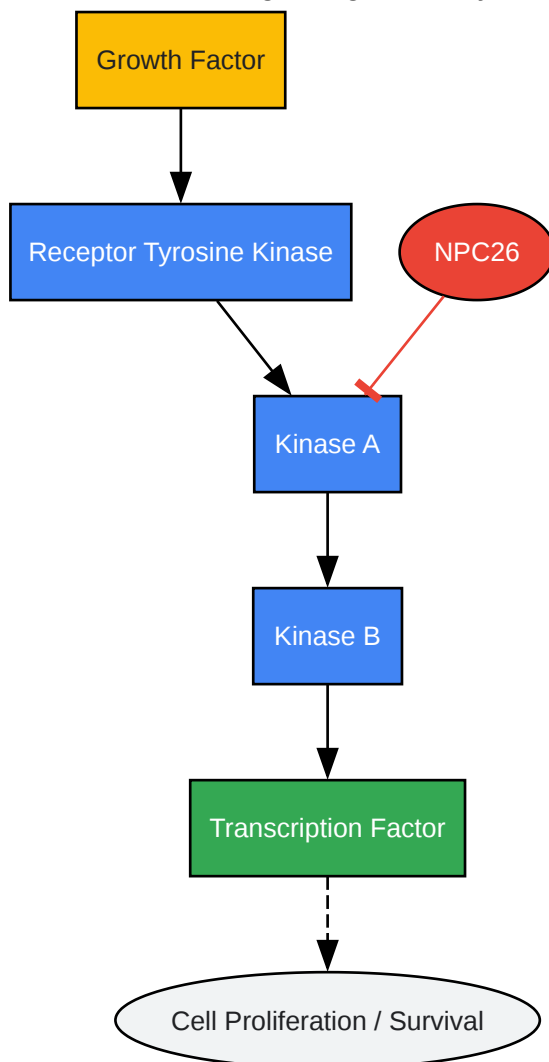 Growth Factor
Receptor Tyrosine Kinase
NPC26
Kinase A
Kinase B
Transcription Factor
Cell Proliferation / Survival